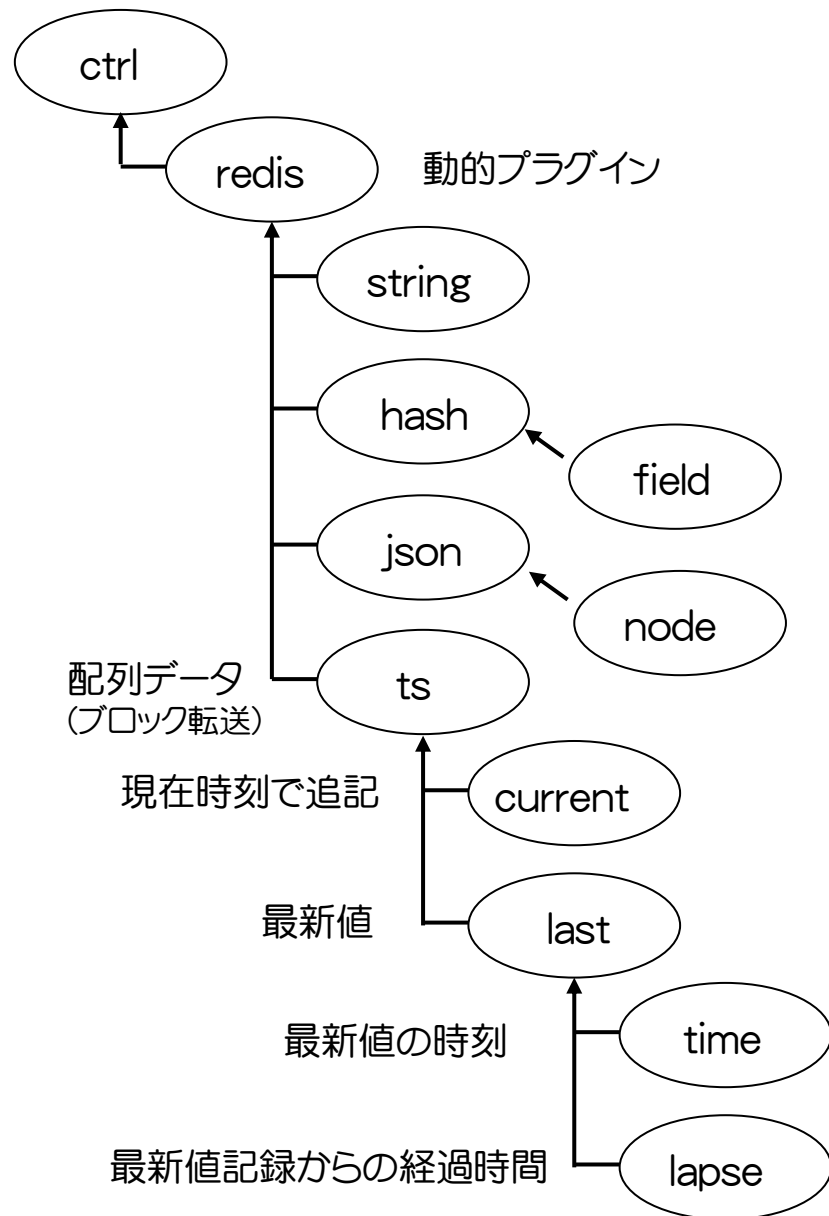 ctrl
redis
動的プラグイン
string
hash
field
json
node
配列データ
(ブロック転送)
ts
現在時刻で追記
current
最新値
last
最新値の時刻
time
最新値記録からの経過時間
lapse